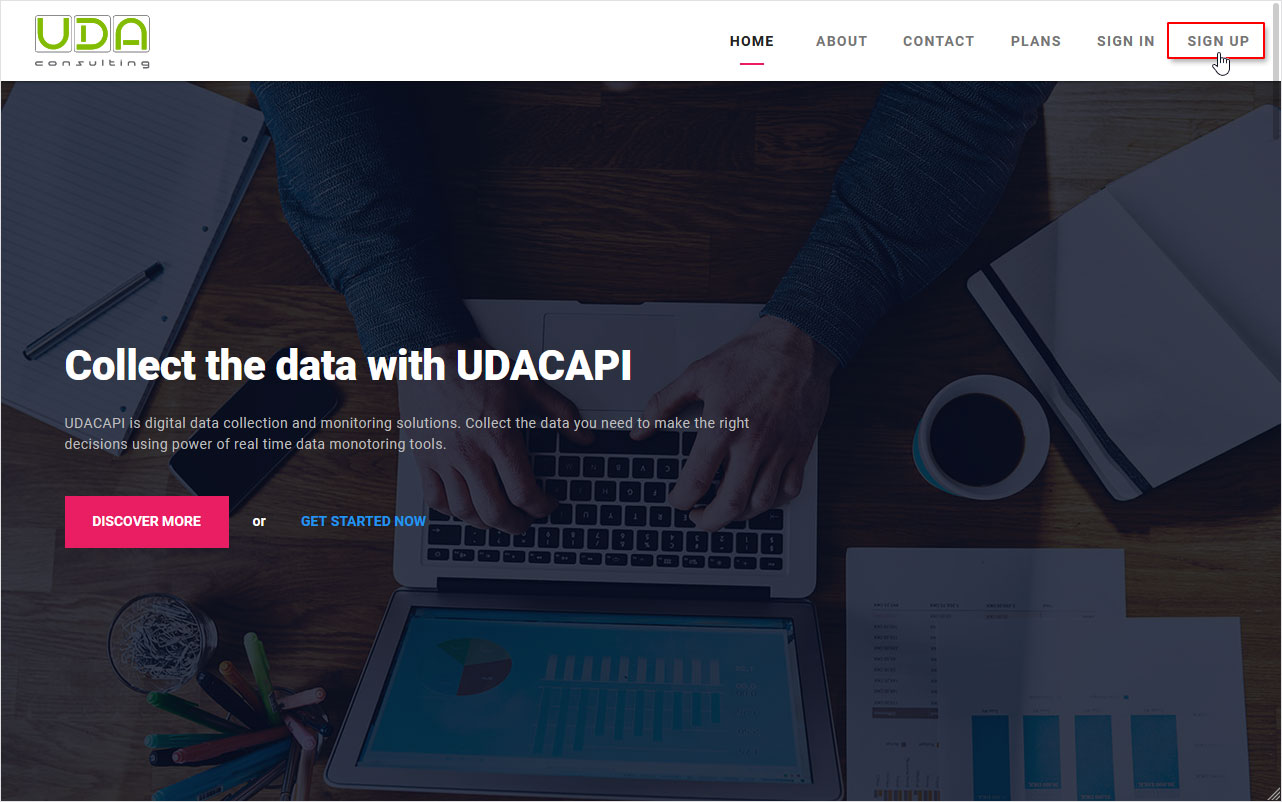 UDA
consulting
HOME
ABOUT
CONTACT
PLANS
SIGN IN
SIGN UP
Collect the data with UDACAPI
UDACAPI is digital data collection and monitoring solutions. Collect the data you need to make the right
decisions using power of real time data monotoring tools.
DISCOVER MORE
or
GET STARTED NOW